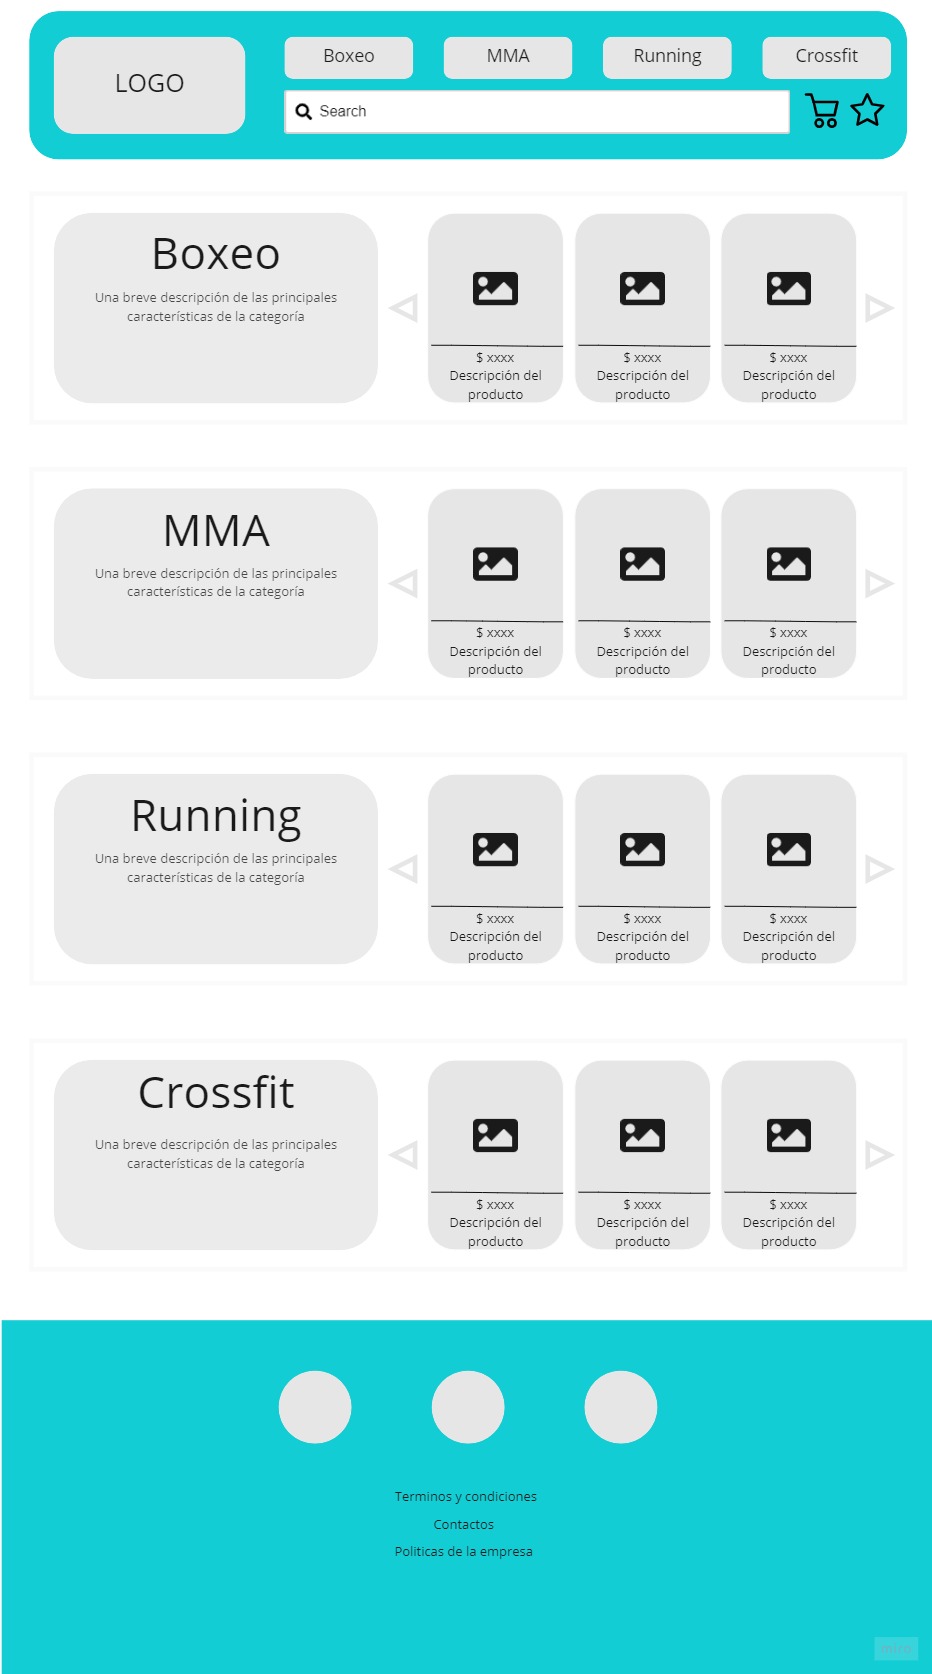 LOGO
Boxeo
MMA
Running
Crossfit
Search
Boxeo
Una breve descripción de las principales
características de la categoría
$ xxxx
Descripción del
producto
$ xxxx
Descripción del
producto
$ xxxx
Descripción del
producto
MMA
Una breve descripción de las principales
características de la categoría
$ xxxx
Descripción del
producto
$ xxxx
Descripción del
producto
$ xxxx
Descripción del
producto
Running
Una breve descripción de las principales
características de la categoría
$ xxxx
Descripción del
producto
$ xxxx
Descripción del
producto
$ xxxx
Descripción del
producto
Crossfit
Una breve descripción de las principales
características de la categoría
$ xxxx
Descripción del
producto
$ xxxx
Descripción del
producto
$ xxxx
Descripción del
producto
Terminos y condiciones
Contactos
Politicas de la empresa